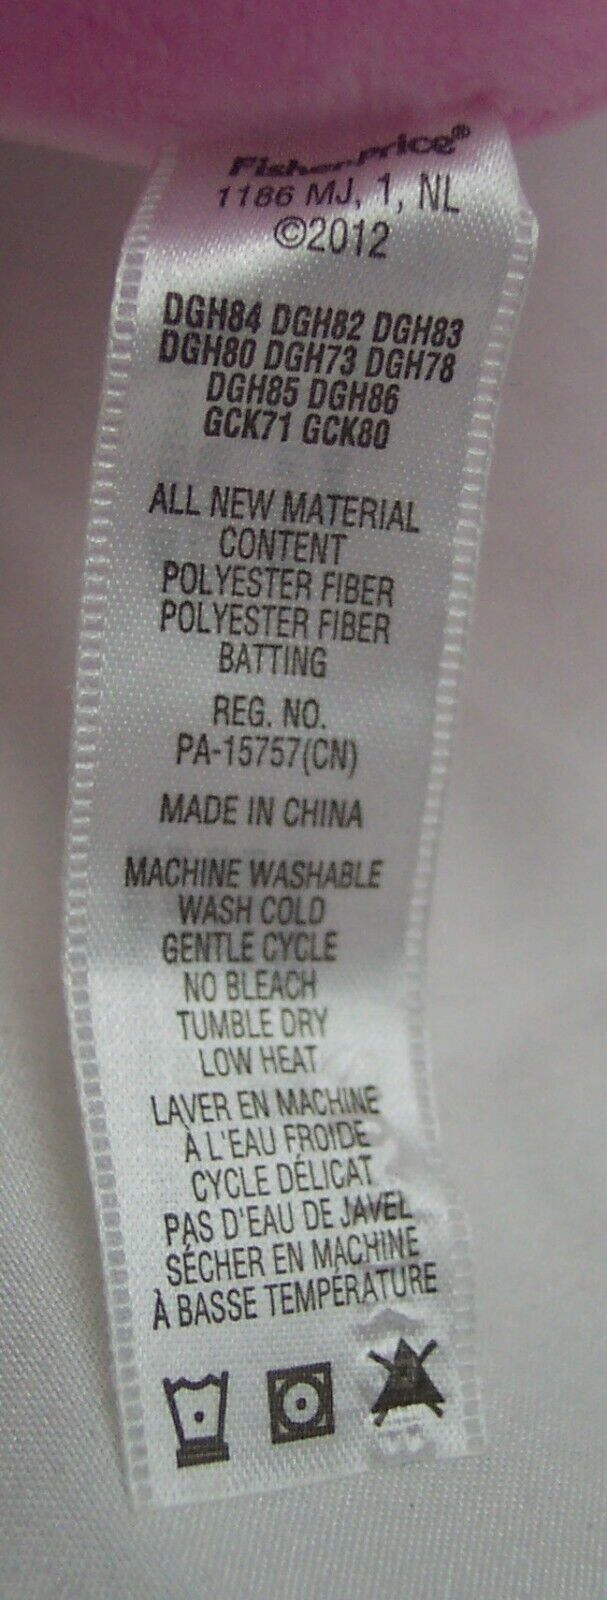 Fisher-Price®
1186 MJ, 1, NL
©2012
DGH84 DGH82 DGH83
DGH80 DGH73 DGH78
DGH85 DGH86
GCK71 GCK80
ALL NEW MATERIAL
CONTENT
POLYESTER FIBER
POLYESTER FIBER
BATTING
REG. NO.
PA-15757(CN)
MADE IN CHINA
MACHINE WASHABLE
WASH COLD
GENTLE CYCLE
NO BLEACH
TUMBLE DRY
LOW HEAT
LAVER EN MACHINE
À L'EAU FROIDE
CYCLE DÉLICAT
PAS D'EAU DE JAVEL
SÉCHER EN MACHINE
À BASSE TEMPÉRATURE